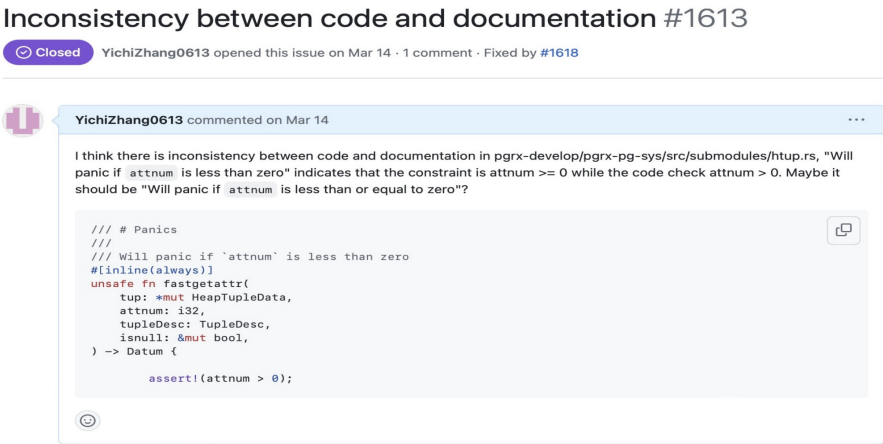 Inconsistency between code and documentation #1613
Closed YichiZhang0613 opened this issue on Mar 14 · 1 comment · Fixed by #1618
YichiZhang0613 commented on Mar 14
I think there is inconsistency between code and documentation in pgrx-develop/pgrx-pg-sys/src/submodules/htup.rs, "Will
panic if attnum is less than zero" indicates that the constraint is attnum >= 0 while the code check attnum > 0. Maybe it
should be "Will panic if attnum is less than or equal to zero"?
/// # Panics
///
/// Will panic if `attnum` is less than zero
#[inline(always)]
unsafe fn fastgetattr(
    tup: *mut HeapTupleData,
    attnum: i32,
    tupleDesc: TupleDesc,
    isnull: &mut bool,
) -> Datum {
        assert!(attnum > 0);